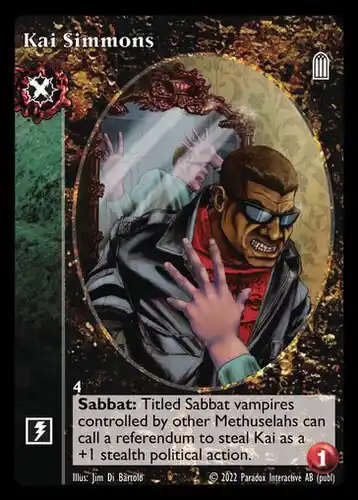 Kai Simmons
4
Sabbat: Titled Sabbat vampires
controlled by other Methuselahs can
call a referendum to steal Kai as a
+1 stealth political action.
1
Illus: Jim Di Bartolo © 2022 Paradox Interactive AB (publ)